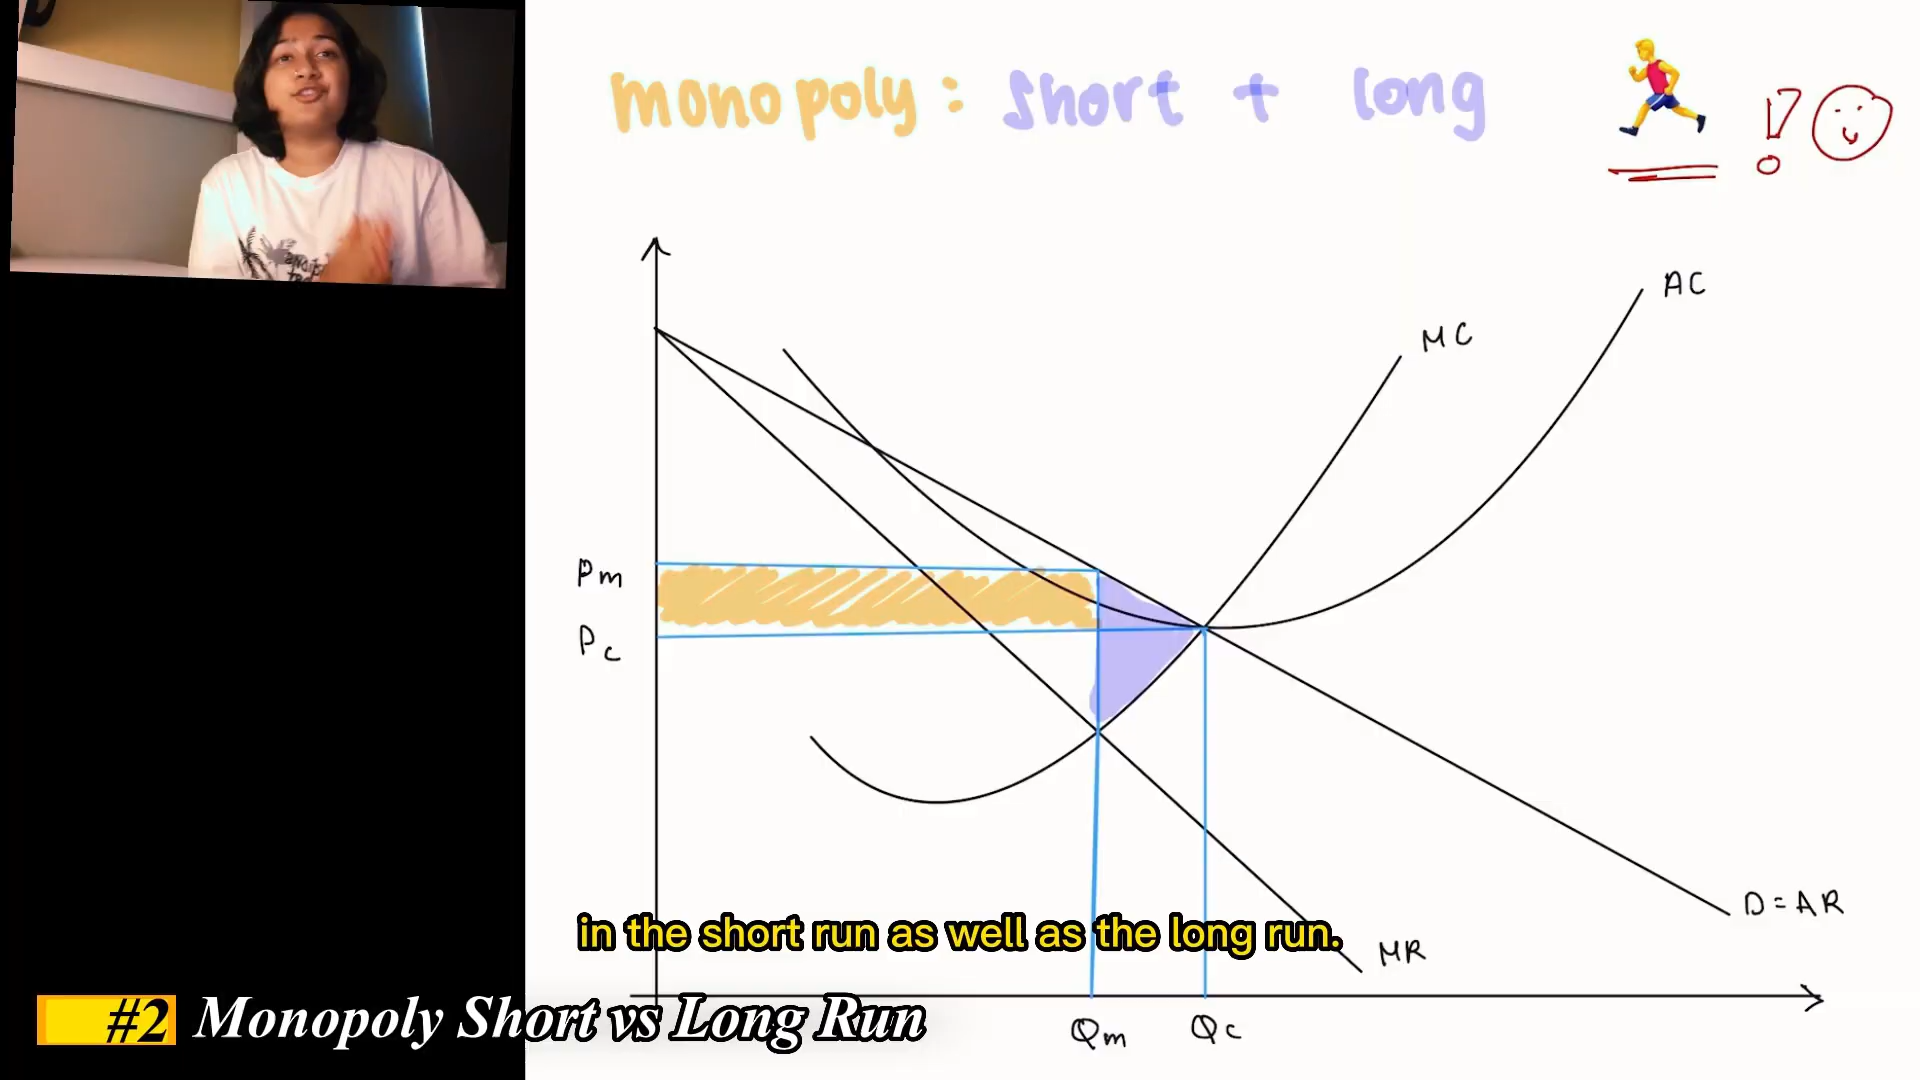 monopoly: short + long
AC
MC
Pm
Pc
D=AR
in the short run as well as the long run.
MR
#2 Monopoly Short vs Long Run
Qm
Qc